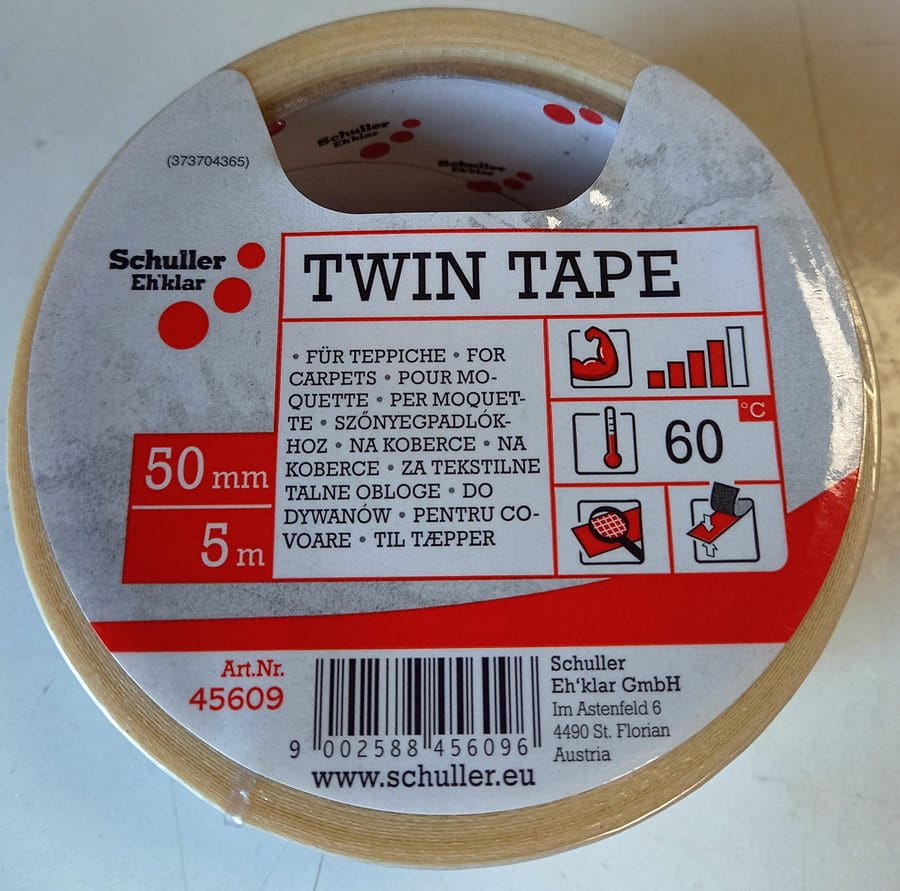 Schuller
Eh'klar
Schuller
Eh'klar
(373704365)
Schuller
Eh'klar
TWIN TAPE
• FÜR TEPPICHE • FOR
CARPETS • POUR MO-
QUETTE • PER MOQUET-
TE • SZŐNYEGPADLÓK-
HOZ • NA KOBERCE • NA
KOBERCE • ZA TEKSTILNE
TALNE OBLOGE • DO
DYWANÓW • PENTRU CO-
VOARE • TIL TÆPPER
°C
60
50 mm
5 m
Art.Nr.
45609
9 002588 456096
www.schuller.eu
Schuller
Eh'klar GmbH
Im Astenfeld 6
4490 St. Florian
Austria